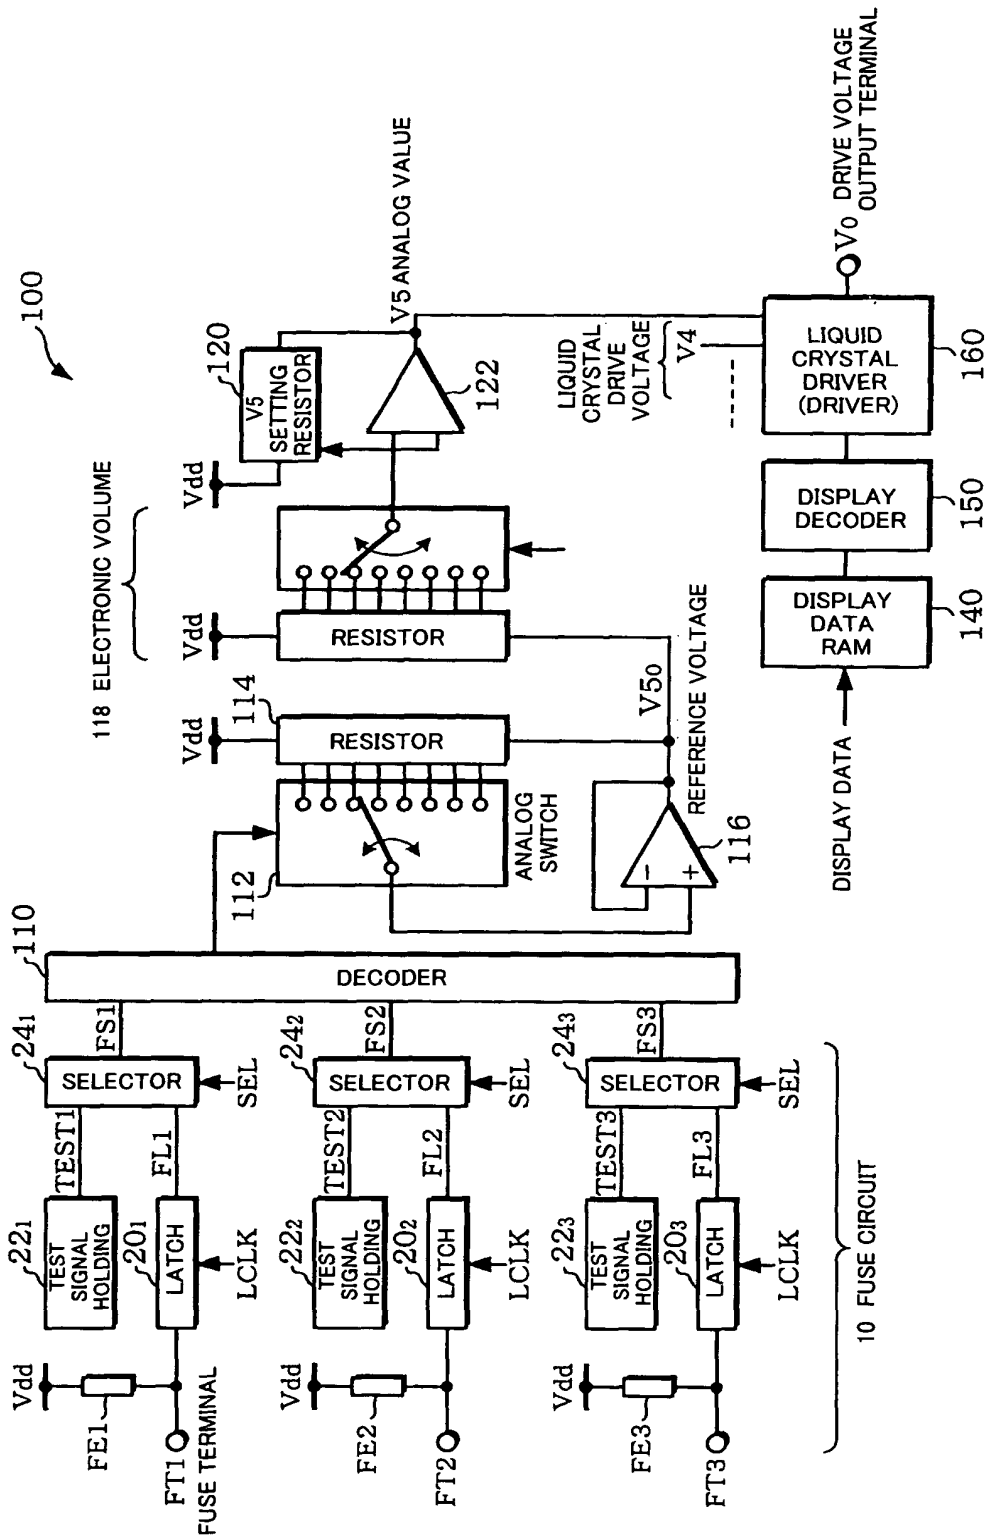 100
Vdd
FE1
FT1
FUSE TERMINAL
22₁
TEST
SIGNAL
HOLDING
TEST1
20₁
LATCH
FL1
LCLK
24₁
SELECTOR
SEL
FS1
Vdd
FE2
FT2
22₂
TEST
SIGNAL
HOLDING
TEST2
20₂
LATCH
FL2
LCLK
24₂
SELECTOR
SEL
FS2
Vdd
FE3
FT3
22₃
TEST
SIGNAL
HOLDING
TEST3
20₃
LATCH
FL3
LCLK
24₃
SELECTOR
SEL
FS3
10 FUSE CIRCUIT
110
DECODER
112
ANALOG
SWITCH
Vdd
114
RESISTOR
-
+
116
REFERENCE VOLTAGE
V5₀
118 ELECTRONIC VOLUME
Vdd
RESISTOR
Vdd
120
V5
SETTING
RESISTOR
122
V5 ANALOG VALUE
LIQUID
CRYSTAL
DRIVE
VOLTAGE
V4
DISPLAY DATA
DISPLAY
DATA
RAM
140
DISPLAY
DECODER
150
LIQUID
CRYSTAL
DRIVER
(DRIVER)
160
V₀ DRIVE VOLTAGE
OUTPUT TERMINAL